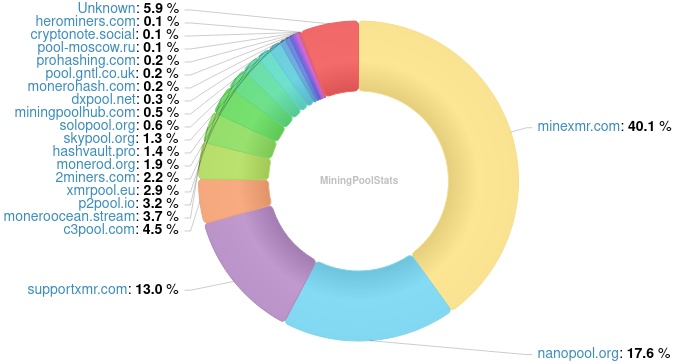 Unknown: 5.9 %
herominers.com: 0.1 %
cryptonote.social: 0.1 %
pool-moscow.ru: 0.1 %
prohashing.com: 0.2 %
pool.gntl.co.uk: 0.2 %
monerohash.com: 0.2 %
dxpool.net: 0.3 %
miningpoolhub.com: 0.5 %
solopool.org: 0.6 %
skypool.org: 1.3 %
hashvault.pro: 1.4 %
monerod.org: 1.9 %
2miners.com: 2.2 %
xmrpool.eu: 2.9 %
p2pool.io: 3.2 %
moneroocean.stream: 3.7 %
c3pool.com: 4.5 %
supportxmr.com: 13.0 %
MiningPoolStats
minexmr.com: 40.1 %
nanopool.org: 17.6 %